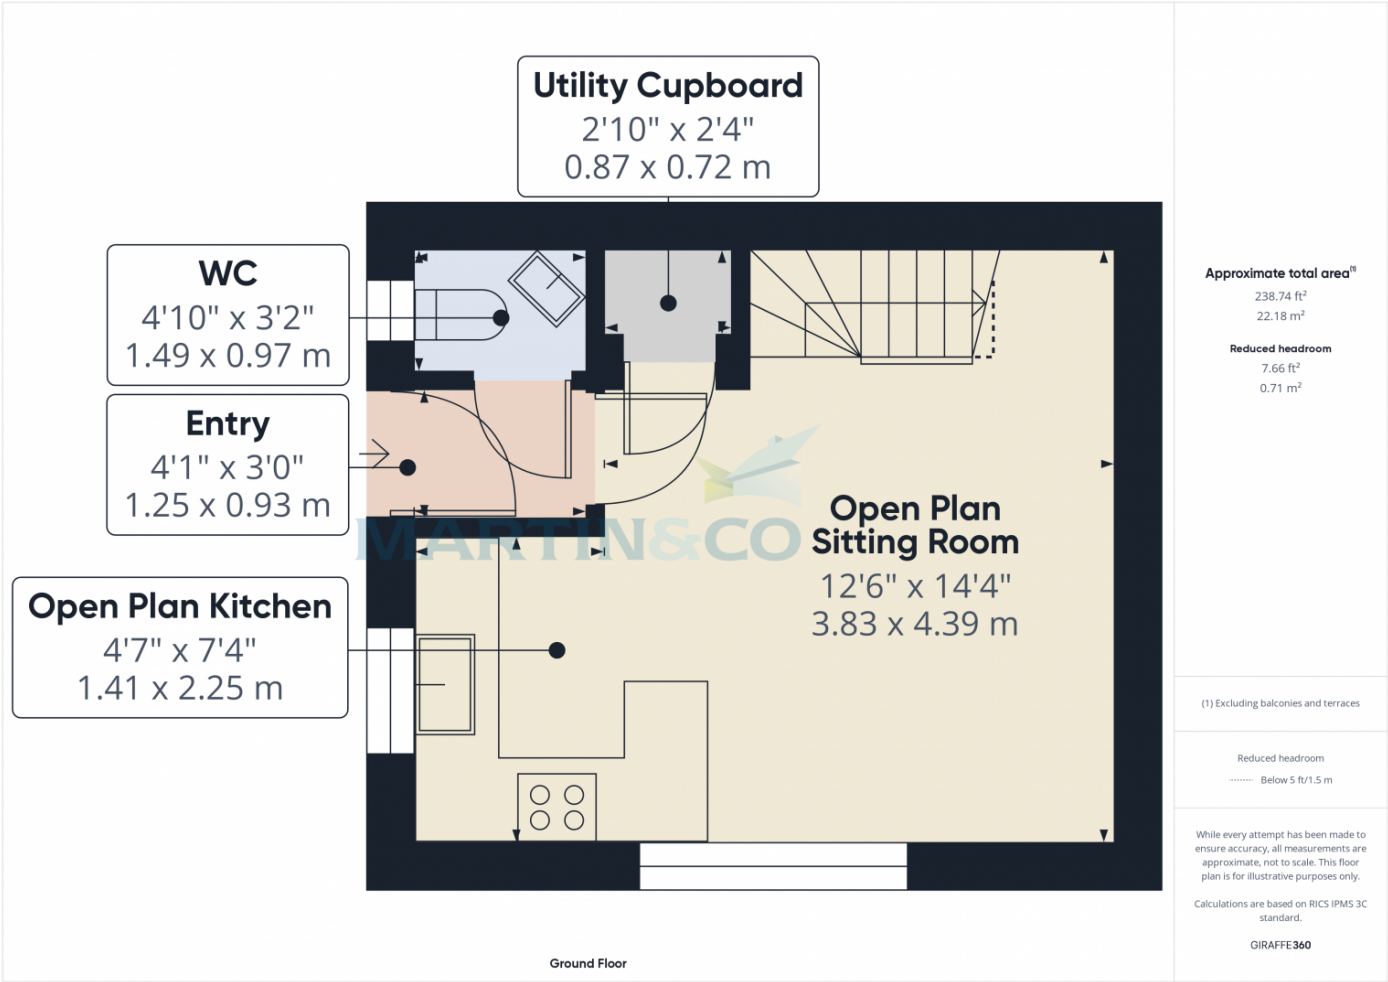 Utility Cupboard
2'10" x 2'4"
0.87 x 0.72 m
WC
4'10" x 3'2"
1.49 x 0.97 m
Entry
4'1" x 3'0"
1.25 x 0.93 m
MARTIN&CO
Open Plan
Sitting Room
12'6" x 14'4"
3.83 x 4.39 m
Open Plan Kitchen
4'7" x 7'4"
1.41 x 2.25 m
Ground Floor
Approximate total area(1)
238.74 ft²
22.18 m²
Reduced headroom
7.66 ft²
0.71 m²
(1) Excluding balconies and terraces
Reduced headroom
Below 5 ft/1.5 m
While every attempt has been made to
ensure accuracy, all measurements are
approximate, not to scale. This floor
plan is for illustrative purposes only.
Calculations are based on RICS IPMS 3C
standard.
GIRAFFE360